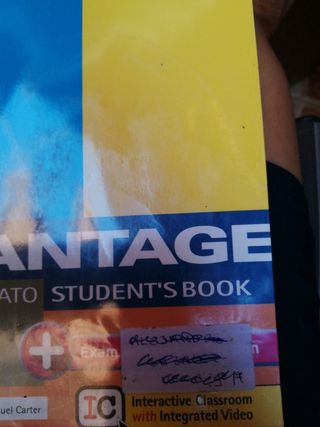 ANTAGE
ATO STUDENT'S BOOK
+ Exam
uel Carter
IC Interactive Classroom
with Integrated Video